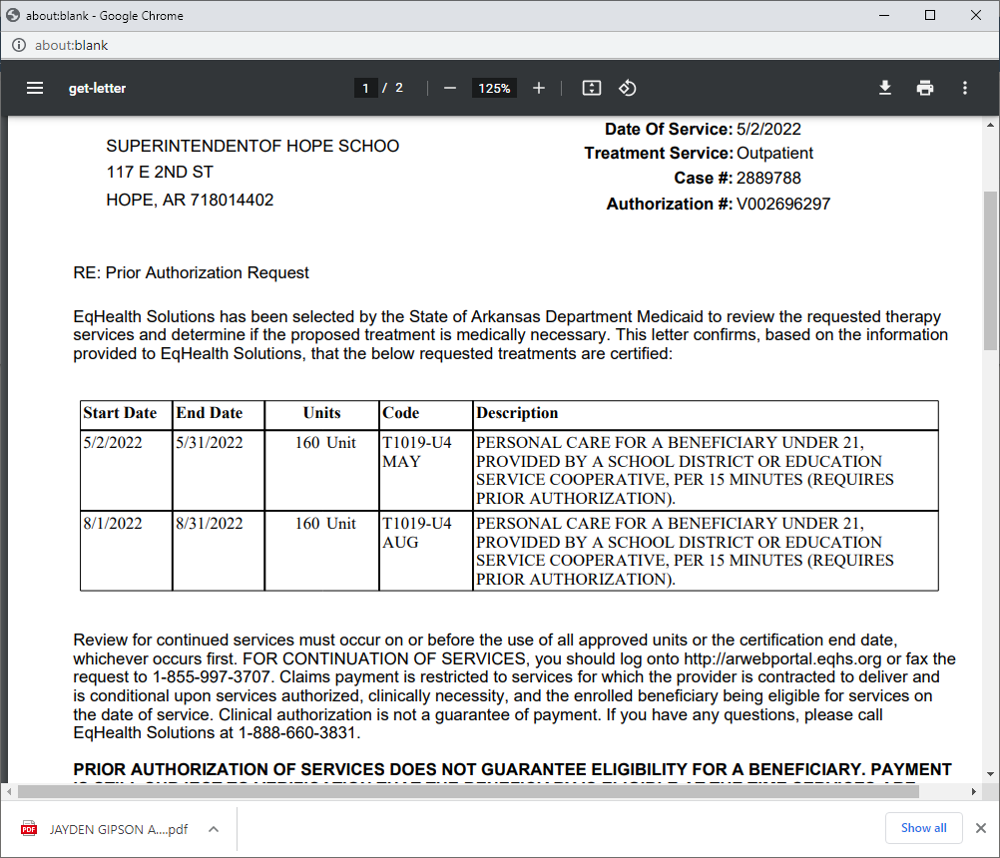 about:blank - Google Chrome
about:blank
get-letter
1 / 2
125%
SUPERINTENDENTOF HOPE SCHOO
117 E 2ND ST
HOPE, AR 718014402
Date Of Service: 5/2/2022
Treatment Service: Outpatient
Case #: 2889788
Authorization #: V002696297
RE: Prior Authorization Request
EqHealth Solutions has been selected by the State of Arkansas Department Medicaid to review the requested therapy
services and determine if the proposed treatment is medically necessary. This letter confirms, based on the information
provided to EqHealth Solutions, that the below requested treatments are certified:
Start Date End Date Units Code Description
5/2/2022 5/31/2022 160 Unit T1019-U4 PERSONAL CARE FOR A BENEFICIARY UNDER 21,
MAY PROVIDED BY A SCHOOL DISTRICT OR EDUCATION
SERVICE COOPERATIVE, PER 15 MINUTES (REQUIRES
PRIOR AUTHORIZATION).
8/1/2022 8/31/2022 160 Unit T1019-U4 PERSONAL CARE FOR A BENEFICIARY UNDER 21,
AUG PROVIDED BY A SCHOOL DISTRICT OR EDUCATION
SERVICE COOPERATIVE, PER 15 MINUTES (REQUIRES
PRIOR AUTHORIZATION).
Review for continued services must occur on or before the use of all approved units or the certification end date,
whichever occurs first. FOR CONTINUATION OF SERVICES, you should log onto http://arwebportal.eqhs.org or fax the
request to 1-855-997-3707. Claims payment is restricted to services for which the provider is contracted to deliver and
is conditional upon services authorized, clinically necessity, and the enrolled beneficiary being eligible for services on
the date of service. Clinical authorization is not a guarantee of payment. If you have any questions, please call
EqHealth Solutions at 1-888-660-3831.
PRIOR AUTHORIZATION OF SERVICES DOES NOT GUARANTEE ELIGIBILITY FOR A BENEFICIARY. PAYMENT
PDF JAYDEN GIPSON A....pdf
Show all